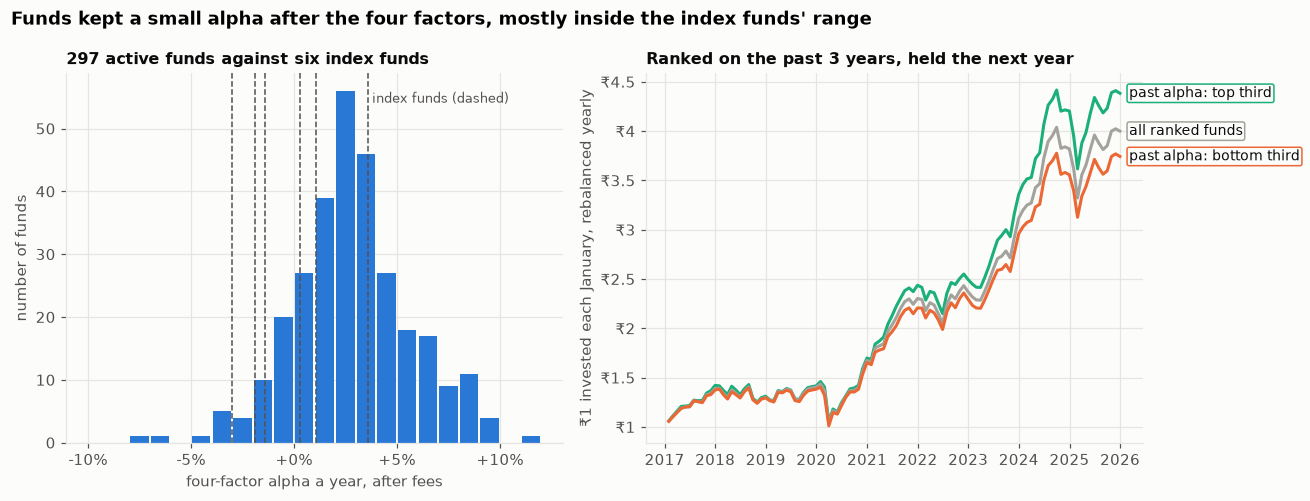 Funds kept a small alpha after the four factors, mostly inside the index funds' range
297 active funds against six index funds
index funds (dashed)
number of funds
50
40
30
20
10
0
-10%
-5%
+0%
+5%
+10%
four-factor alpha a year, after fees
Ranked on the past 3 years, held the next year
₹1 invested each January, rebalanced yearly
₹4.5
₹4
₹3.5
₹3
₹2.5
₹2
₹1.5
₹1
past alpha: top third
all ranked funds
past alpha: bottom third
2017
2018
2019
2020
2021
2022
2023
2024
2025
2026